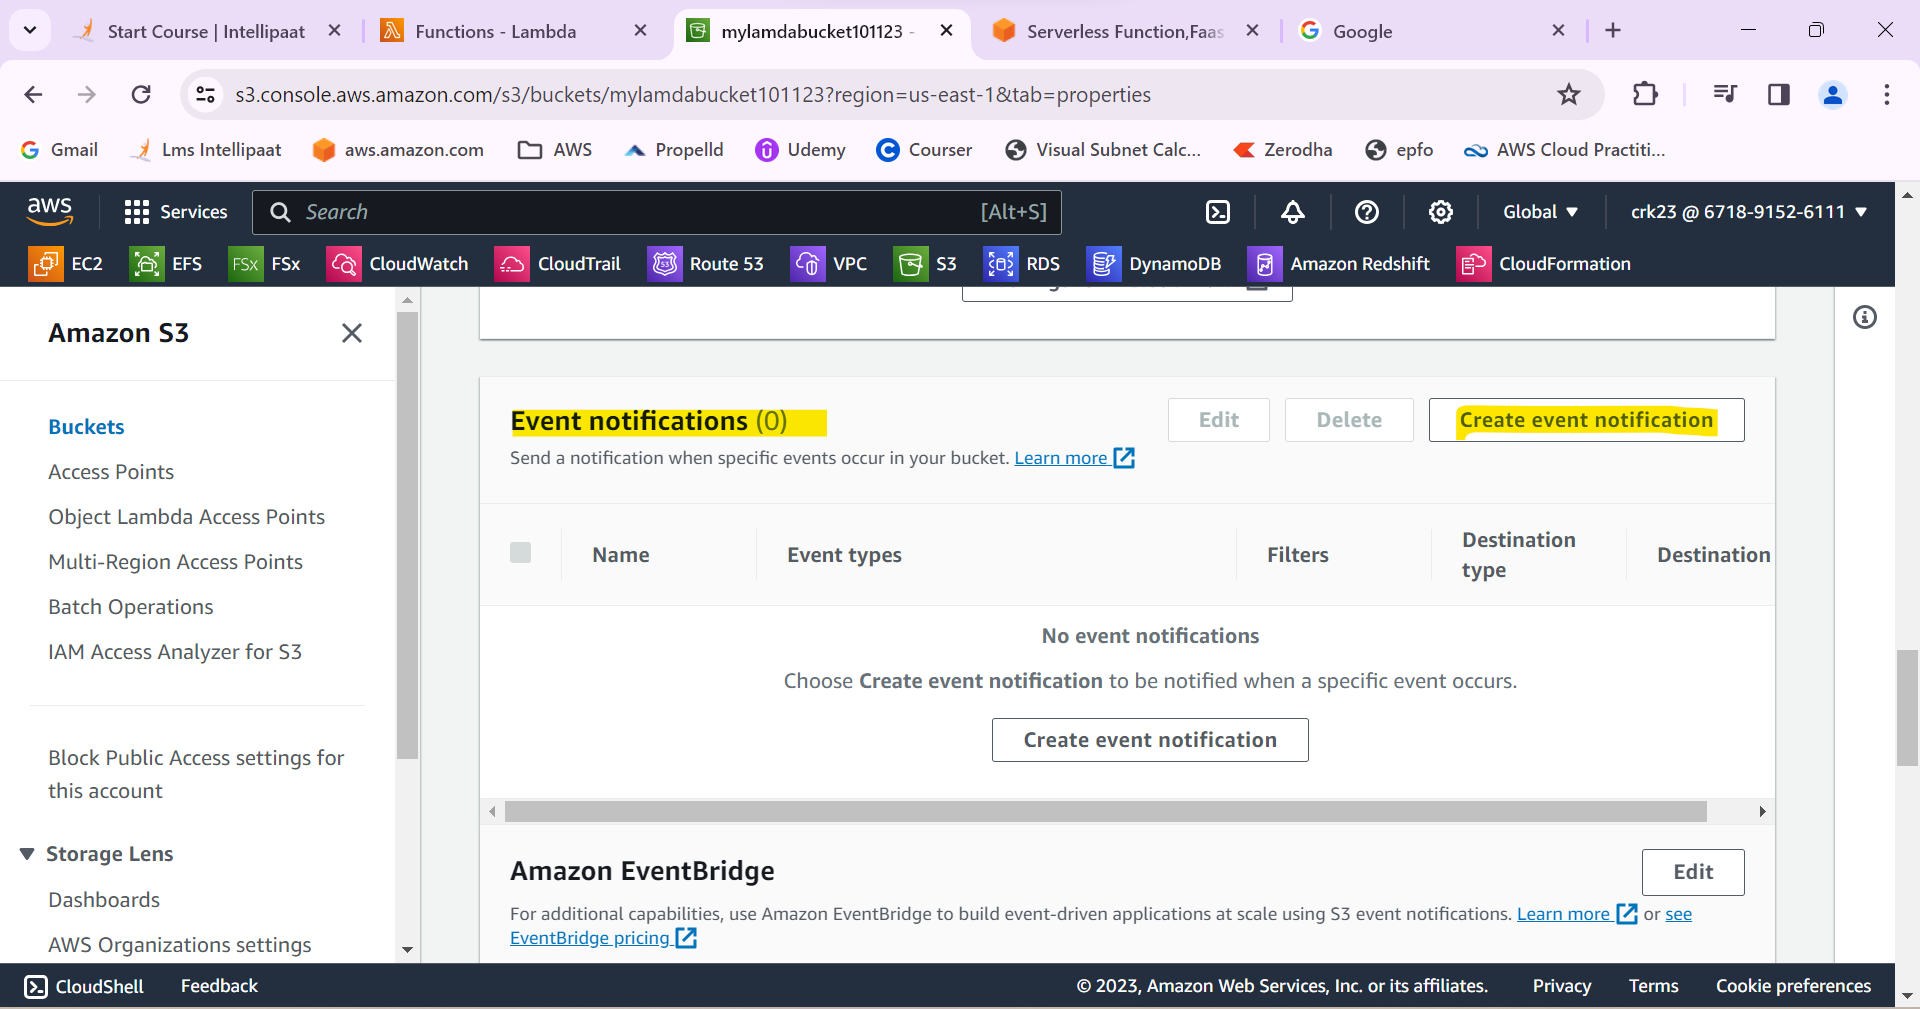 Start Course | Intellipaat
Functions - Lambda
mylamdabucket101123 -
Serverless Function,Faas
Google
s3.console.aws.amazon.com/s3/buckets/mylamdabucket101123?region=us-east-1&tab=properties
Gmail
Lms Intellipaat
aws.amazon.com
AWS
Propelld
Udemy
Courser
Visual Subnet Calc...
Zerodha
epfo
AWS Cloud Practiti...
aws
Services
Search
[Alt+S]
Global
crk23 @ 6718-9152-6111
EC2
EFS
FSx
FSx
CloudWatch
CloudTrail
53
Route 53
VPC
S3
RDS
DynamoDB
Amazon Redshift
CloudFormation
Amazon S3
Buckets
Access Points
Object Lambda Access Points
Multi-Region Access Points
Batch Operations
IAM Access Analyzer for S3
Block Public Access settings for
this account
Storage Lens
Dashboards
AWS Organizations settings
Event notifications (0)
Edit
Delete
Create event notification
Send a notification when specific events occur in your bucket. Learn more
Name
Event types
Filters
Destination
type
Destination
No event notifications
Choose Create event notification to be notified when a specific event occurs.
Create event notification
Amazon EventBridge
Edit
For additional capabilities, use Amazon EventBridge to build event-driven applications at scale using S3 event notifications. Learn more or see
EventBridge pricing
CloudShell
Feedback
© 2023, Amazon Web Services, Inc. or its affiliates.
Privacy
Terms
Cookie preferences